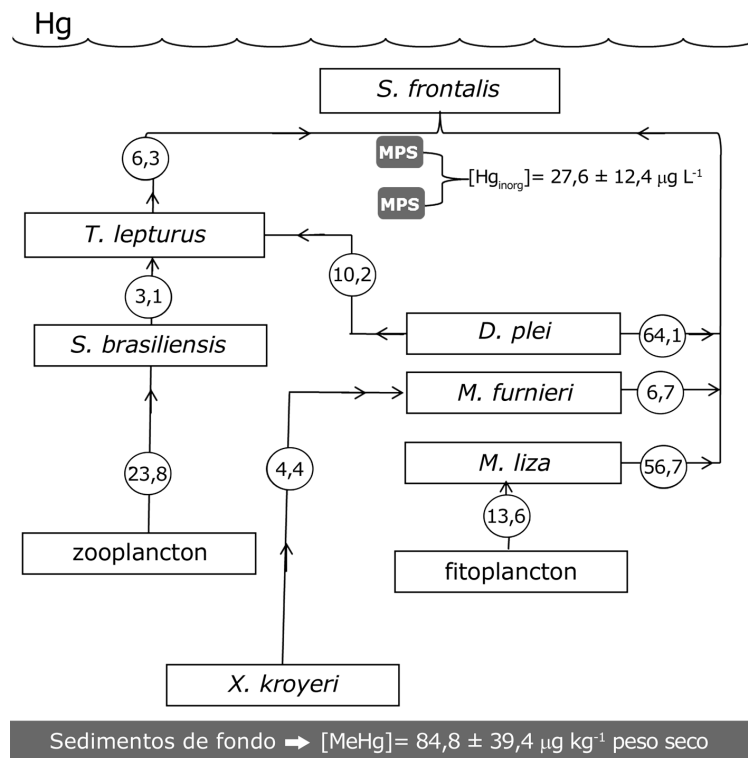 Hg
S. frontalis
6,3
MPS
[Hginorg]= 27,6 ± 12,4 µg L-1
MPS
T. lepturus
10,2
3,1
S. brasiliensis
D. plei
64,1
M. furnieri
6,7
23,8
4,4
M. liza
56,7
13,6
zooplancton
fitoplancton
X. kroyeri
Sedimentos de fondo ➡ [MeHg]= 84,8 ± 39,4 µg kg-1 peso seco